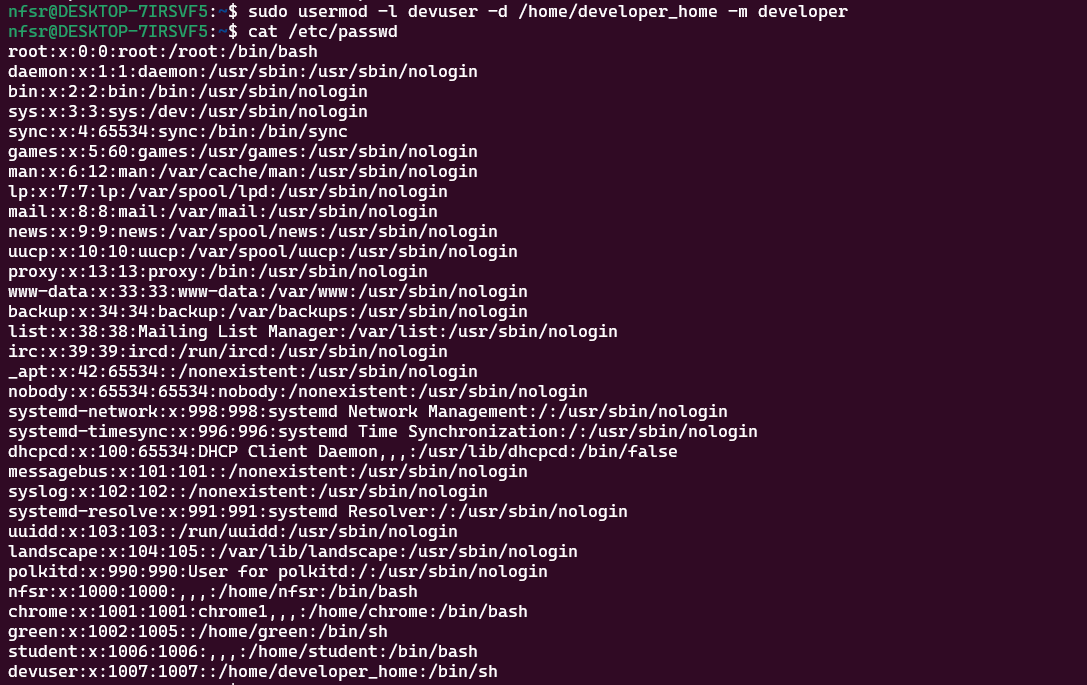 nfsr@DESKTOP-7IRSVF5:~$ sudo usermod -l devuser -d /home/developer_home -m developer
nfsr@DESKTOP-7IRSVF5:~$ cat /etc/passwd
root:x:0:0:root:/root:/bin/bash
daemon:x:1:1:daemon:/usr/sbin:/usr/sbin/nologin
bin:x:2:2:bin:/bin:/usr/sbin/nologin
sys:x:3:3:sys:/dev:/usr/sbin/nologin
sync:x:4:65534:sync:/bin:/bin/sync
games:x:5:60:games:/usr/games:/usr/sbin/nologin
man:x:6:12:man:/var/cache/man:/usr/sbin/nologin
lp:x:7:7:lp:/var/spool/lpd:/usr/sbin/nologin
mail:x:8:8:mail:/var/mail:/usr/sbin/nologin
news:x:9:9:news:/var/spool/news:/usr/sbin/nologin
uucp:x:10:10:uucp:/var/spool/uucp:/usr/sbin/nologin
proxy:x:13:13:proxy:/bin:/usr/sbin/nologin
www-data:x:33:33:www-data:/var/www:/usr/sbin/nologin
backup:x:34:34:backup:/var/backups:/usr/sbin/nologin
list:x:38:38:Mailing List Manager:/var/list:/usr/sbin/nologin
irc:x:39:39:ircd:/run/ircd:/usr/sbin/nologin
_apt:x:42:65534::/nonexistent:/usr/sbin/nologin
nobody:x:65534:65534:nobody:/nonexistent:/usr/sbin/nologin
systemd-network:x:998:998:systemd Network Management:/:/usr/sbin/nologin
systemd-timesync:x:996:996:systemd Time Synchronization:/:/usr/sbin/nologin
dhcpcd:x:100:65534:DHCP Client Daemon,,,:/usr/lib/dhcpcd:/bin/false
messagebus:x:101:101::/nonexistent:/usr/sbin/nologin
syslog:x:102:102::/nonexistent:/usr/sbin/nologin
systemd-resolve:x:991:991:systemd Resolver:/:/usr/sbin/nologin
uuidd:x:103:103::/run/uuidd:/usr/sbin/nologin
landscape:x:104:105::/var/lib/landscape:/usr/sbin/nologin
polkitd:x:990:990:User for polkitd:/:/usr/sbin/nologin
nfsr:x:1000:1000:,,,:/home/nfsr:/bin/bash
chrome:x:1001:1001:chrome1,,,:/home/chrome:/bin/bash
green:x:1002:1005::/home/green:/bin/sh
student:x:1006:1006:,,,:/home/student:/bin/bash
devuser:x:1007:1007::/home/developer_home:/bin/sh